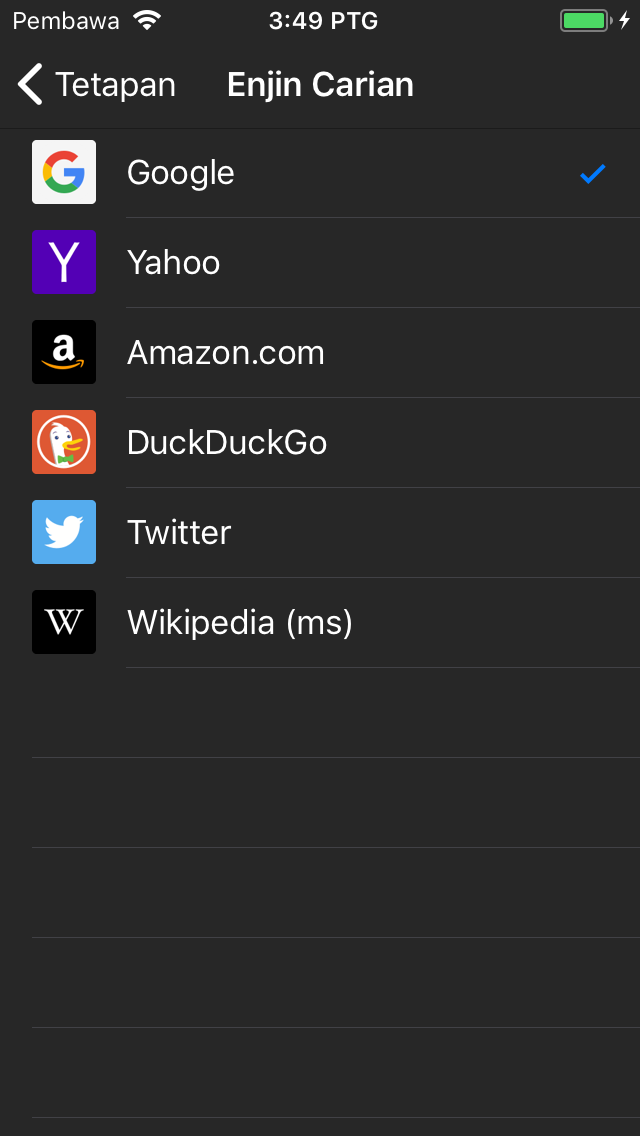 Pembawa 3:49 PTG
Tetapan Enjin Carian
Google
Yahoo
Amazon.com
DuckDuckGo
Twitter
Wikipedia (ms)